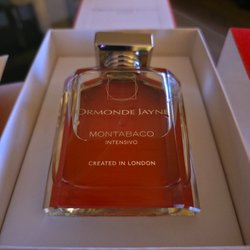 ORMONDE JAYNE
MONTABACO
INTENSIVO
CREATED IN LONDON